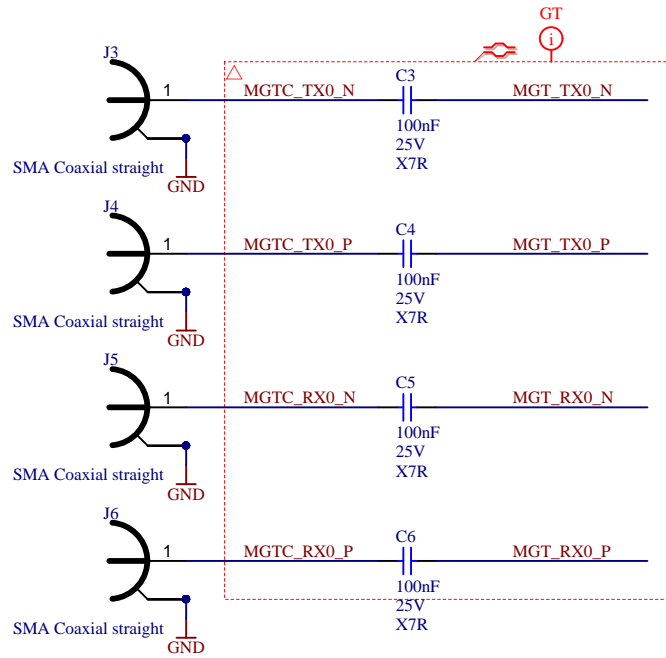 GT
i
J3
1
MGTC_TX0_N
C3
MGT_TX0_N
100nF
25V
X7R
SMA Coaxial straight
GND
J4
1
MGTC_TX0_P
C4
MGT_TX0_P
100nF
25V
X7R
SMA Coaxial straight
GND
J5
1
MGTC_RX0_N
C5
MGT_RX0_N
100nF
25V
X7R
SMA Coaxial straight
GND
J6
1
MGTC_RX0_P
C6
MGT_RX0_P
100nF
25V
X7R
SMA Coaxial straight
GND